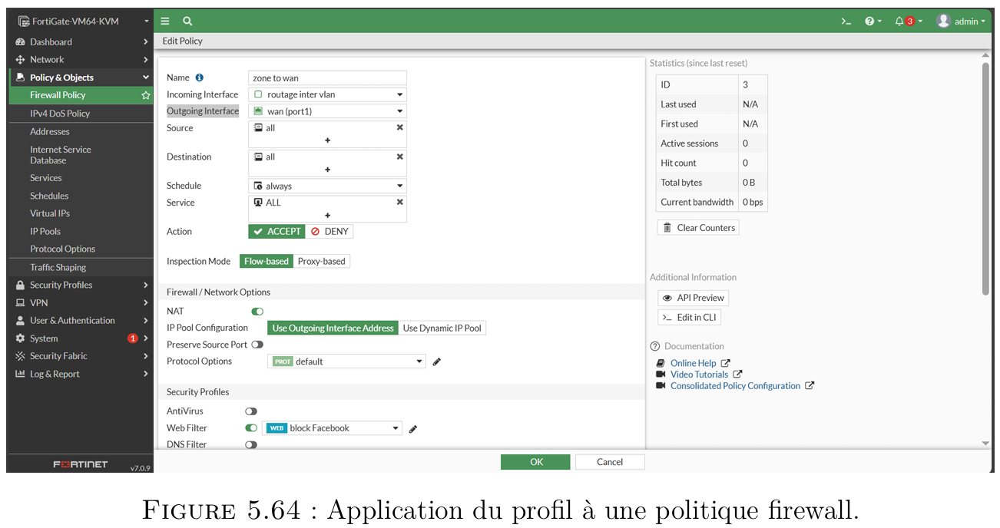 FortiGate-VM64-KVM
admin
3
Dashboard
Network
Policy & Objects
Firewall Policy
IPv4 DoS Policy
Addresses
Internet Service
Database
Services
Schedules
Virtual IPs
IP Pools
Protocol Options
Traffic Shaping
Security Profiles
VPN
User & Authentication
System 1
Security Fabric
Log & Report
FORTINET v7.0.9
Edit Policy
Name zone to wan
Incoming Interface routage inter vlan
Outgoing Interface wan (port1)
Source all
+
Destination all
+
Schedule always
Service ALL
+
Action ACCEPT DENY
Inspection Mode Flow-based Proxy-based
Firewall / Network Options
NAT
IP Pool Configuration Use Outgoing Interface Address Use Dynamic IP Pool
Preserve Source Port
Protocol Options PROT default
Security Profiles
AntiVirus
Web Filter WEB block Facebook
DNS Filter
OK Cancel
Statistics (since last reset)
ID 3
Last used N/A
First used N/A
Active sessions 0
Hit count 0
Total bytes 0 B
Current bandwidth 0 bps
Clear Counters
Additional Information
API Preview
>_ Edit in CLI
Documentation
Online Help
Video Tutorials
Consolidated Policy Configuration
FIGURE 5.64 : Application du profil à une politique firewall.